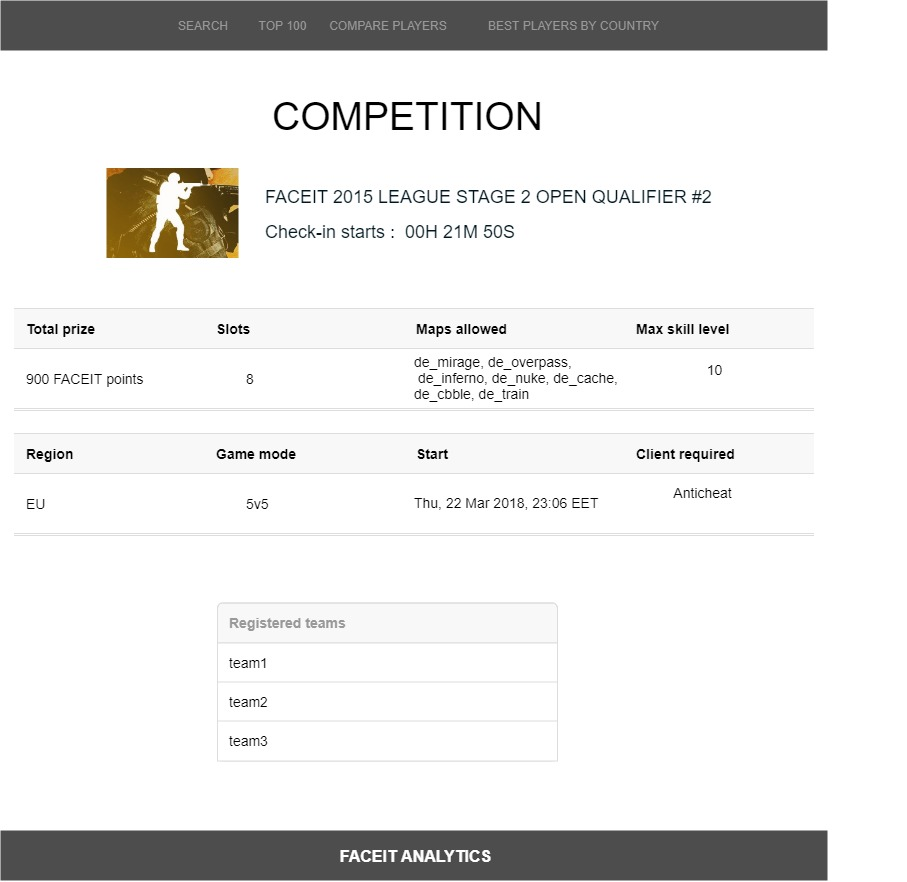 SEARCH TOP 100 COMPARE PLAYERS BEST PLAYERS BY COUNTRY
COMPETITION
FACEIT 2015 LEAGUE STAGE 2 OPEN QUALIFIER #2
Check-in starts : 00H 21M 50S
Total prize Slots Maps allowed Max skill level
900 FACEIT points 8 de_mirage, de_overpass, 10
de_inferno, de_nuke, de_cache,
de_cbble, de_train
Region Game mode Start Client required
EU 5v5 Thu, 22 Mar 2018, 23:06 EET Anticheat
Registered teams
team1
team2
team3
FACEIT ANALYTICS